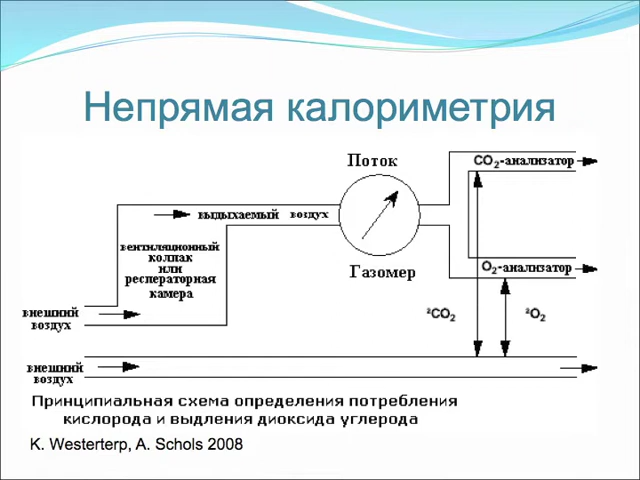 Непрямая калориметрия
Поток
CO₂-анализатор
выдыхаемый воздух
вентиляционный
колпак
или
респераторная
камера
Газомер
O₂-анализатор
внешний
воздух
²CO₂
²O₂
внешний
воздух
Принципиальная схема определения потребления
кислорода и выдления диоксида углерода
K. Westerterp, A. Schols 2008